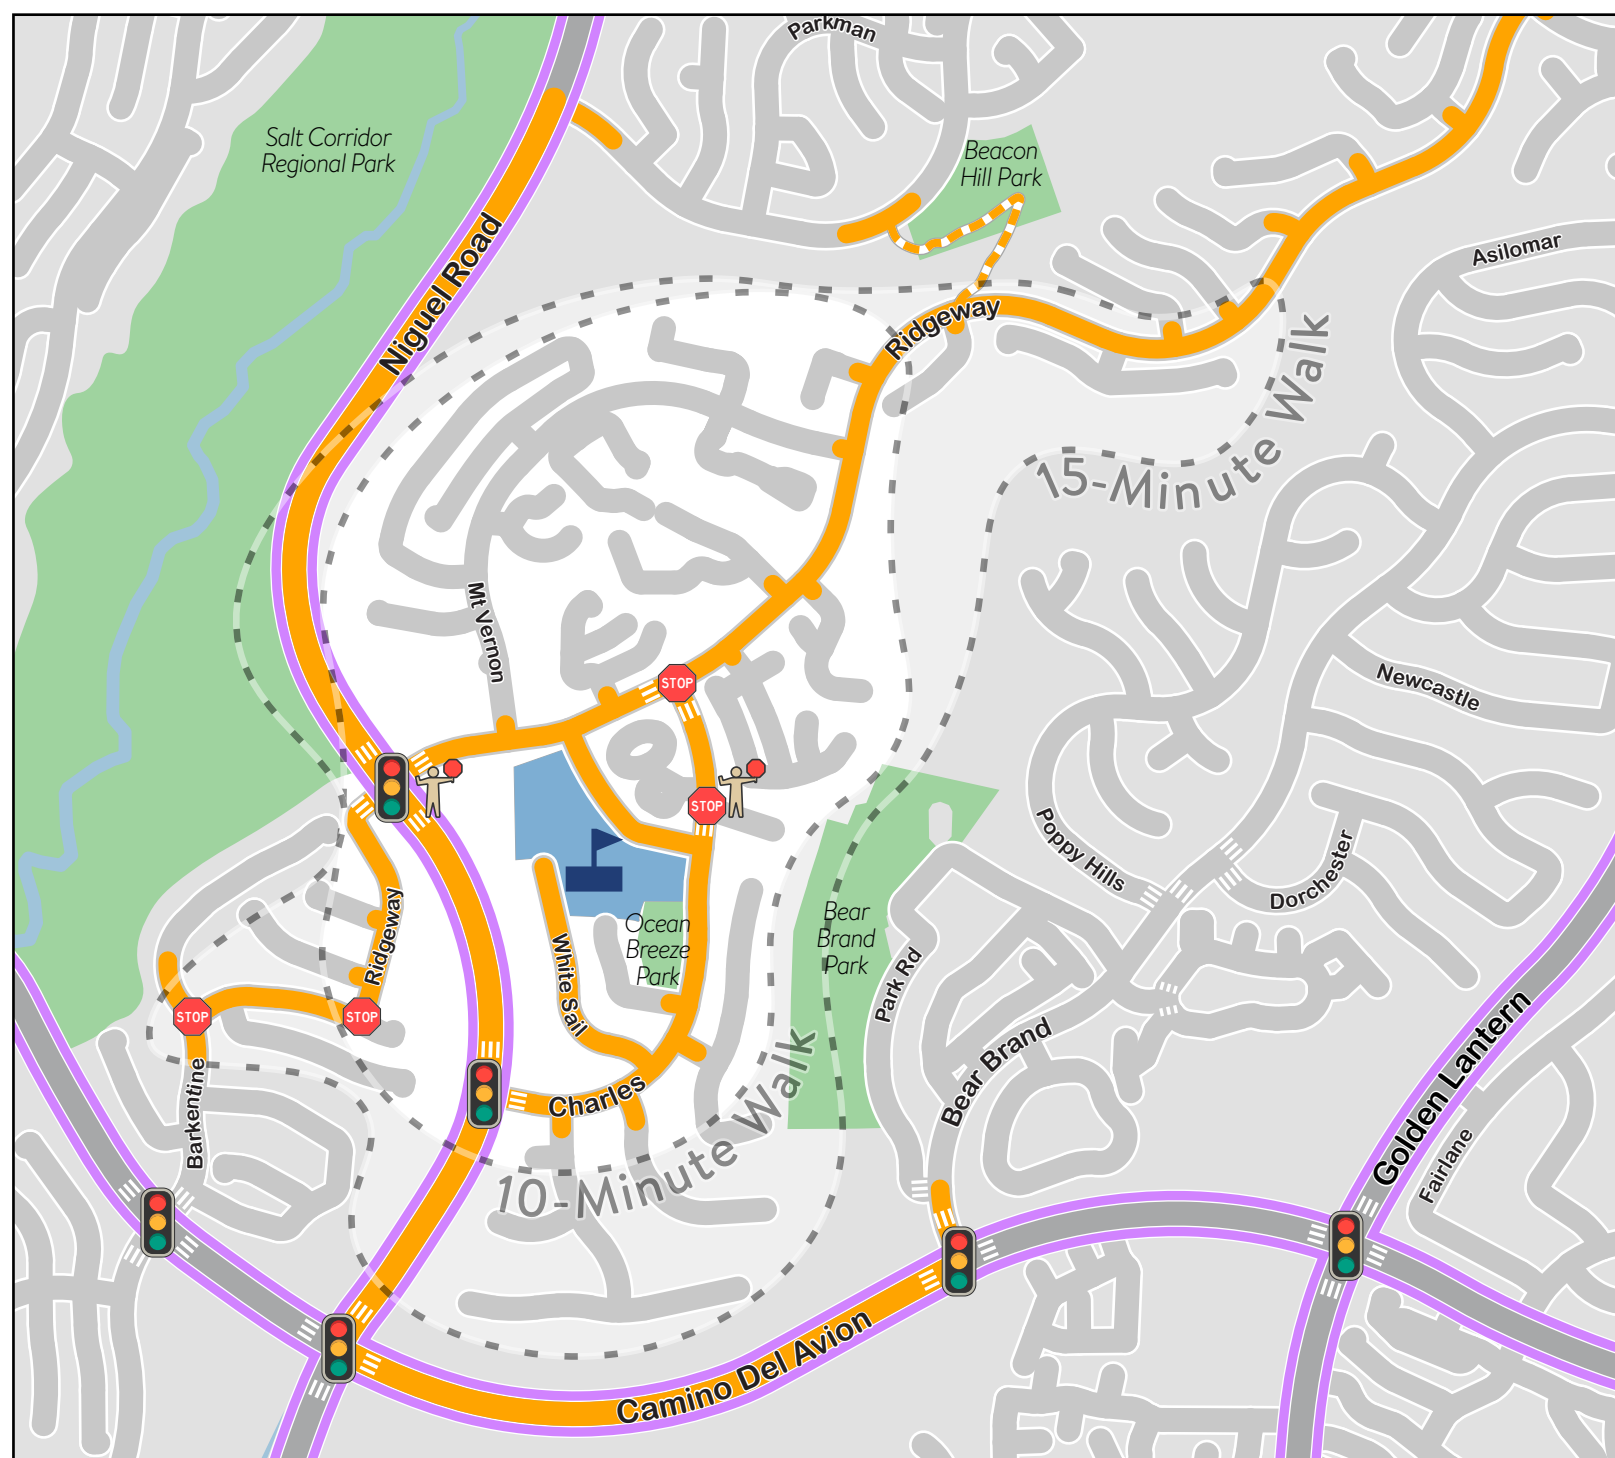 Parkman
Salt Corridor
Regional Park
Beacon
Hill Park
Asilomar
Niguel Road
Ridgeway
15-Minute Walk
Mt Vernon
STOP
Newcastle
STOP
Poppy Hills
Dorchester
Ridgeway
Ocean
Breeze
Park
Bear
Brand
Park
White Sail
Park Rd
STOP
STOP
Bear Brand
Golden Lantern
Barkentine
Charles
10-Minute Walk
Fairlane
Camino Del Avion